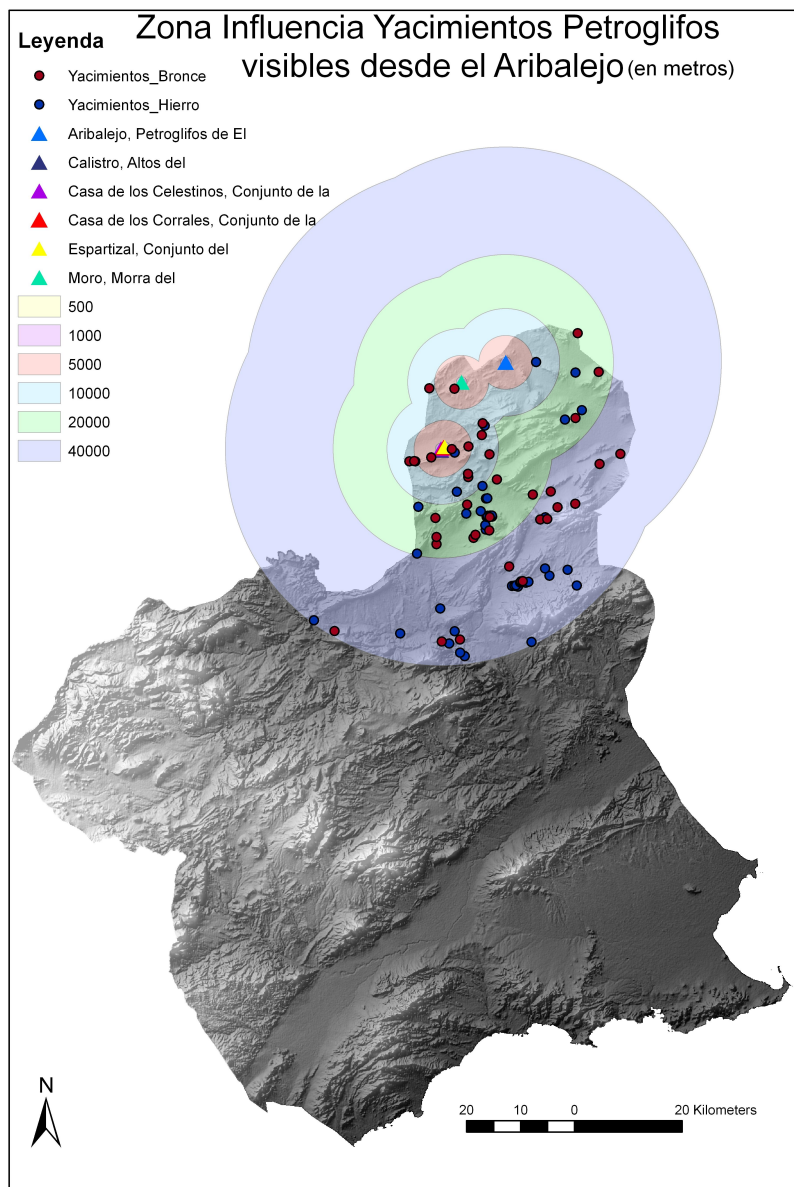 Zona Influencia Yacimientos Petroglifos
visibles desde el Aribalejo (en metros)
Leyenda
Yacimientos_Bronce
Yacimientos_Hierro
Aribalejo, Petroglifos de El
Calistro, Altos del
Casa de los Celestinos, Conjunto de la
Casa de los Corrales, Conjunto de la
Espartizal, Conjunto del
Moro, Morra del
500
1000
5000
10000
20000
40000
N
20 10 0 20 Kilometers